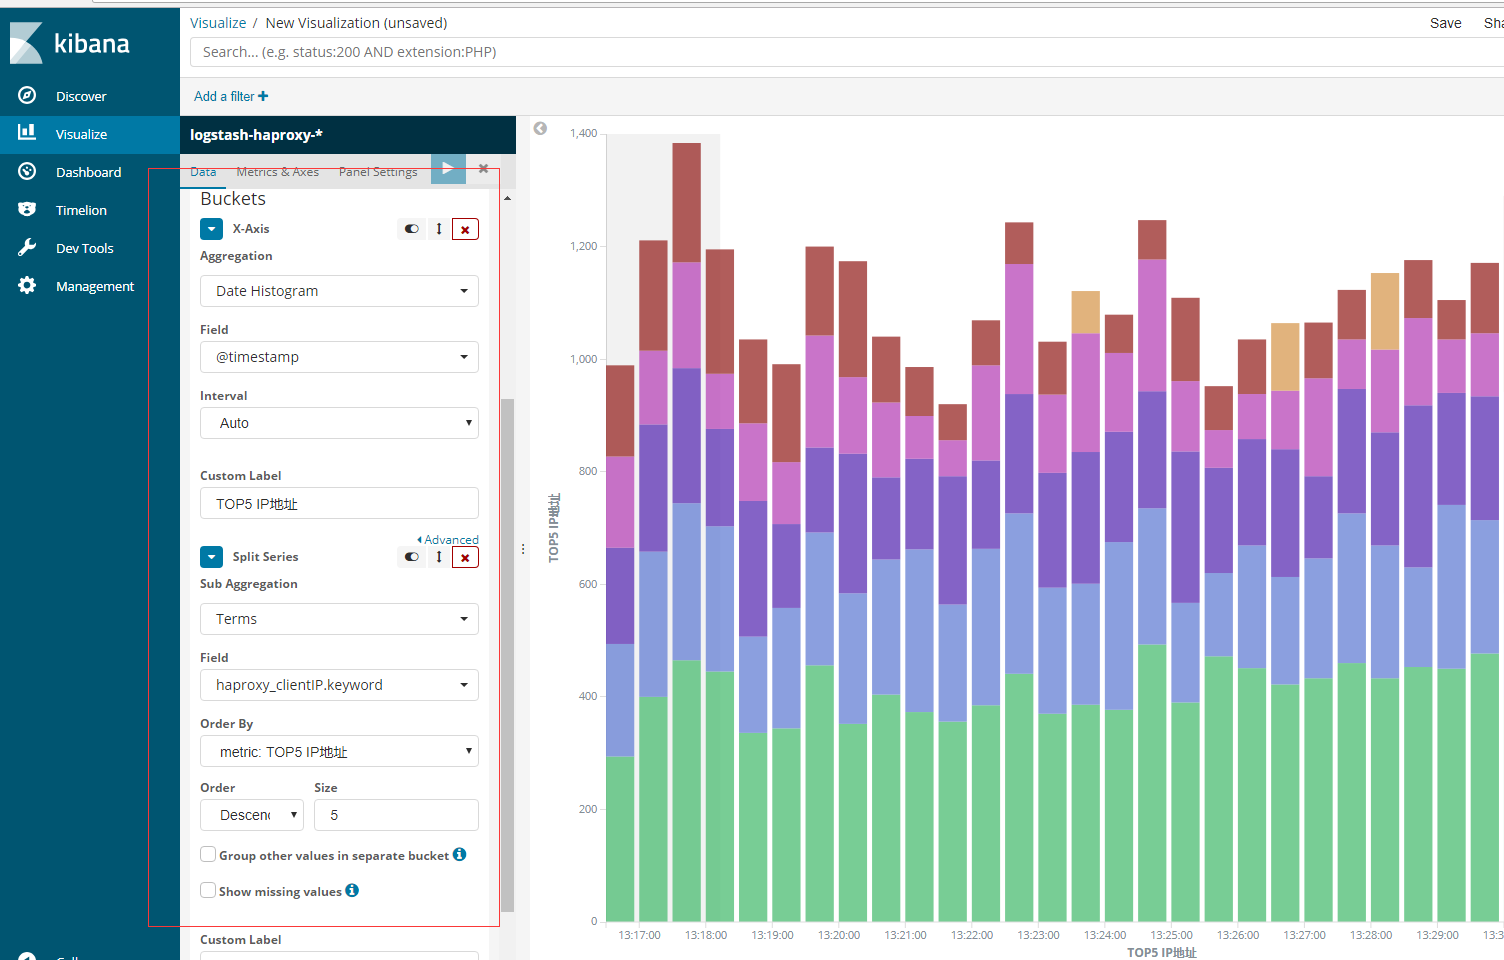 Visualize / New Visualization (unsaved)
Save
kibana
Search... (e.g. status:200 AND extension:PHP)
Add a filter
Discover
Visualize
Dashboard
Timelion
Dev Tools
Management
logstash-haproxy-*
Data Metrics & Axes Panel Settings
Buckets
X-Axis
Aggregation
Date Histogram
Field
@timestamp
Interval
Auto
Custom Label
TOP5 IP地址
Advanced
Split Series
Sub Aggregation
Terms
Field
haproxy_clientIP.keyword
Order By
metric: TOP5 IP地址
Order Size
Descen 5
Group other values in separate bucket
Show missing values
Custom Label
1,400
1,200
1,000
800
600
400
200
0
TOP5 IP地址
13:17:00 13:18:00 13:19:00 13:20:00 13:21:00 13:22:00 13:23:00 13:24:00 13:25:00 13:26:00 13:27:00 13:28:00 13:29:00
TOP5 IP地址